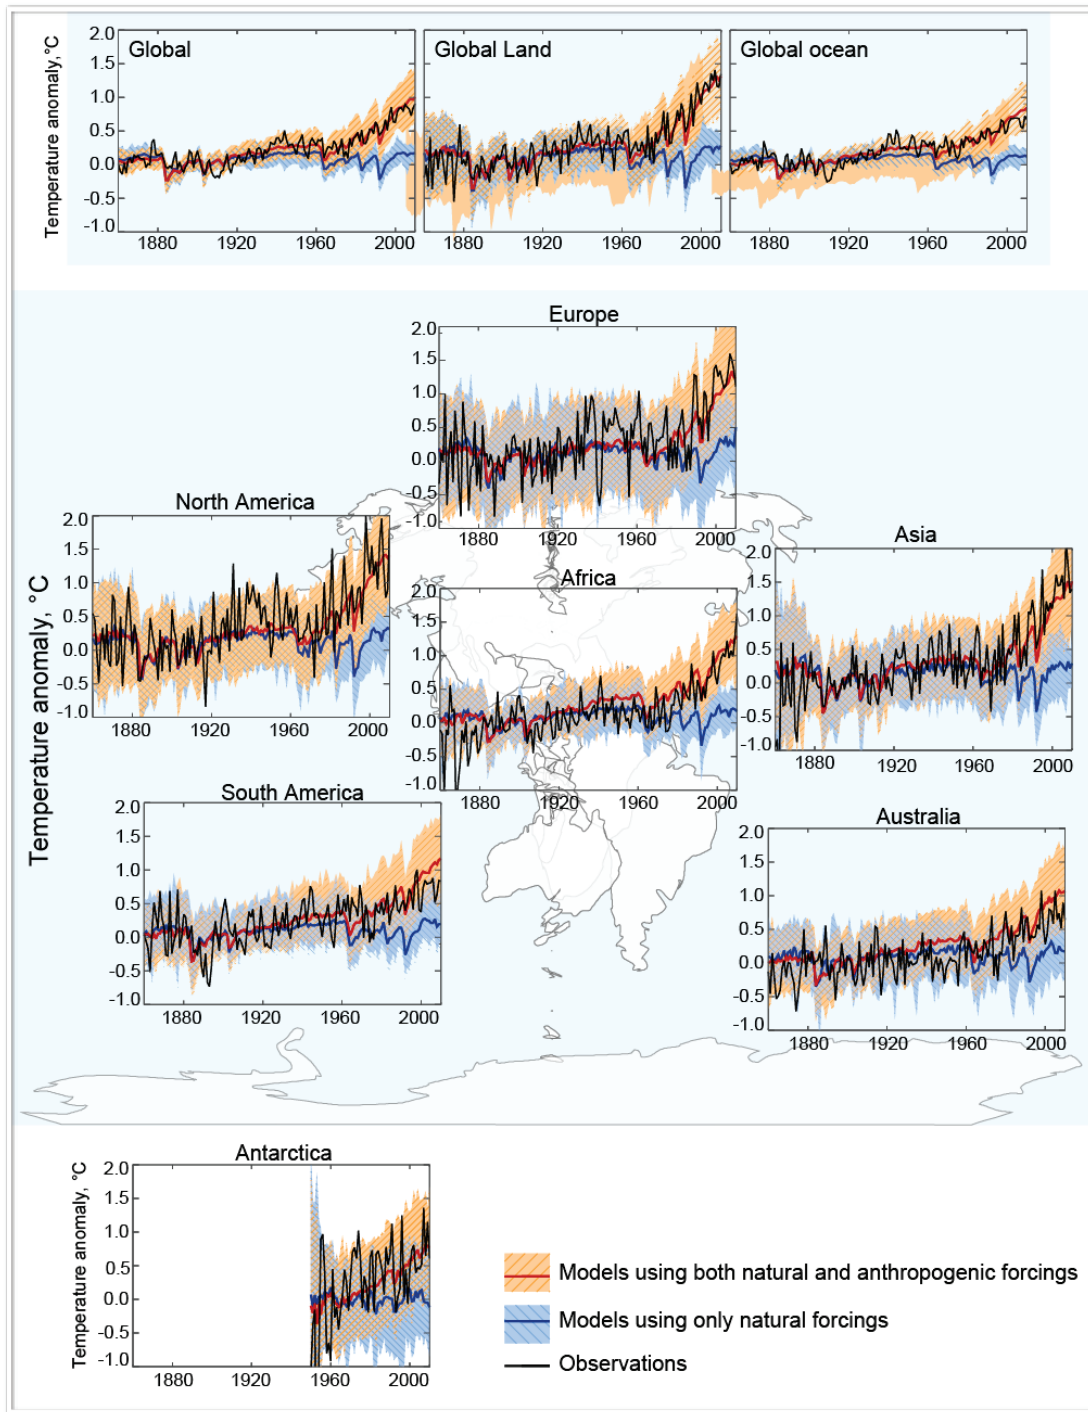 Temperature anomaly,°C
Global
Global Land
Global ocean
2.0
1.5
1.0
0.5
0.0
-0.5
-1.0
1880 1920 1960 2000
1880 1920 1960 2000
1880 1920 1960 2000
Temperature anomaly, °C
Europe
2.0
1.5
1.0
0.5
0.0
-0.5
-1.0
1880 1920 1960 2000
North America
2.0
1.5
1.0
0.5
0.0
-0.5
-1.0
1880 1920 1960 2000
Asia
2.0
1.5
1.0
0.5
0.0
-0.5
-1.0
1880 1920 1960 2000
Africa
2.0
1.5
1.0
0.5
0.0
-0.5
-1.0
1880 1920 1960 2000
South America
2.0
1.5
1.0
0.5
0.0
-0.5
-1.0
1880 1920 1960 2000
Australia
2.0
1.5
1.0
0.5
0.0
-0.5
-1.0
1880 1920 1960 2000
Antarctica
Temperature anomaly, °C
2.0
1.5
1.0
0.5
0.0
-0.5
-1.0
1880 1920 1960 2000
Models using both natural and anthropogenic forcings
Models using only natural forcings
Observations